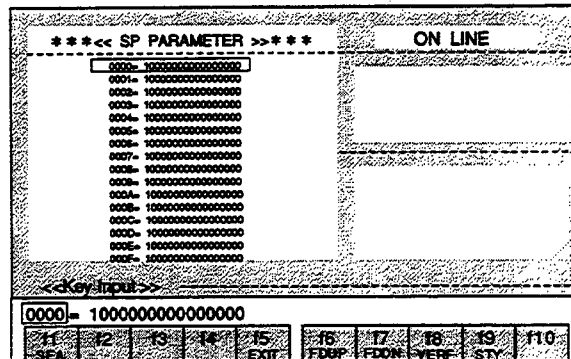 ***<< SP PARAMETER >>***
ON LINE
0000= 1000000000000000
0001= 1000000000000000
0002= 1000000000000000
0003= 1000000000000000
0004= 1000000000000000
0005= 1000000000000000
0006= 1000000000000000
0007= 1000000000000000
0008= 1000000000000000
0009= 1000000000000000
000A= 1000000000000000
000B= 1000000000000000
000C= 1000000000000000
000D= 1000000000000000
000E= 1000000000000000
000F= 1000000000000000
<<Key Input>>
0000= 1000000000000000
f1 f2 f3 f4 f5 f6 f7 f8 f9 f10
SEA EXIT FDUP FDDN VERF STY